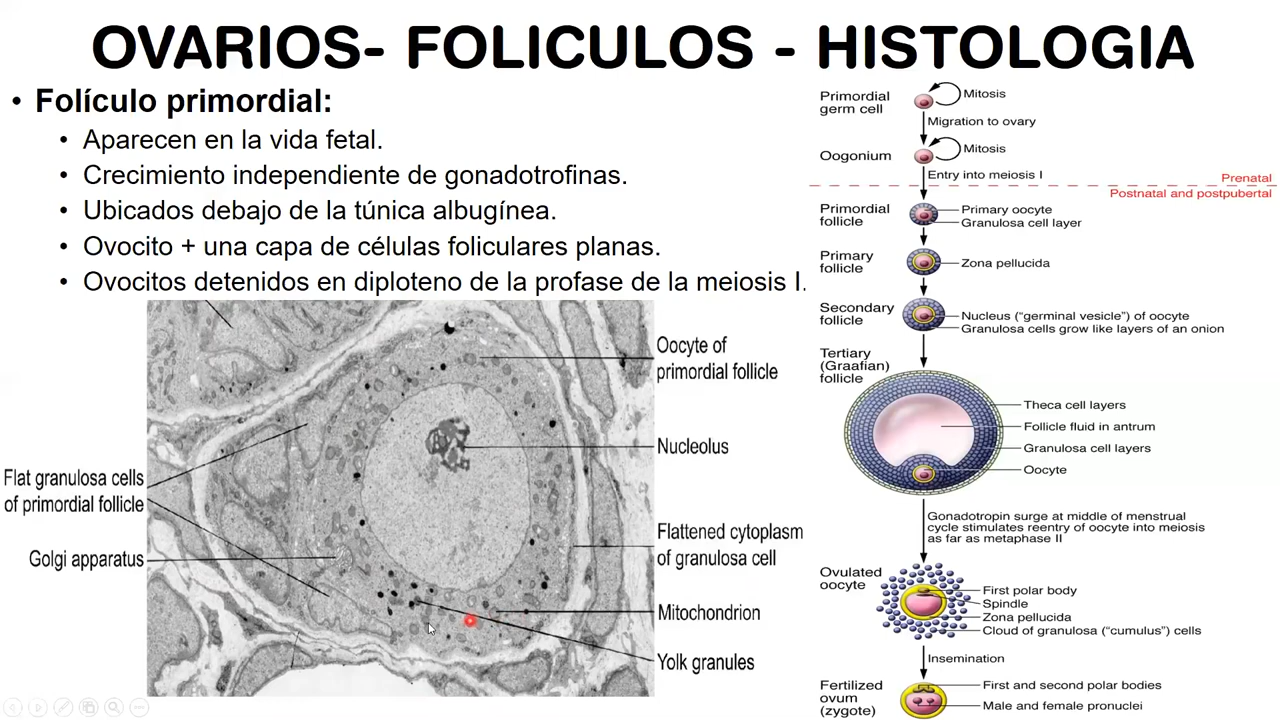 OVARIOS- FOLICULOS - HISTOLOGIA
• Folículo primordial:
• Aparecen en la vida fetal.
• Crecimiento independiente de gonadotrofinas.
• Ubicados debajo de la túnica albugínea.
• Ovocito + una capa de células foliculares planas.
• Ovocitos detenidos en diploteno de la profase de la meiosis I.
Oocyte of
primordial follicle
Nucleolus
Flat granulosa cells
of primordial follicle
Flattened cytoplasm
of granulosa cell
Golgi apparatus
Mitochondrion
Yolk granules
Primordial
germ cell
Mitosis
Migration to ovary
Oogonium
Mitosis
Entry into meiosis I
Prenatal
Postnatal and postpubertal
Primordial
follicle
Primary oocyte
Granulosa cell layer
Primary
follicle
Zona pellucida
Secondary
follicle
Nucleus (“germinal vesicle”) of oocyte
Granulosa cells grow like layers of an onion
Tertiary
(Graafian)
follicle
Theca cell layers
Follicle fluid in antrum
Granulosa cell layers
Oocyte
Gonadotropin surge at middle of menstrual
cycle stimulates reentry of oocyte into meiosis
as far as metaphase II
Ovulated
oocyte
First polar body
Spindle
Zona pellucida
Cloud of granulosa (“cumulus”) cells
Insemination
Fertilized
ovum
(zygote)
First and second polar bodies
Male and female pronuclei